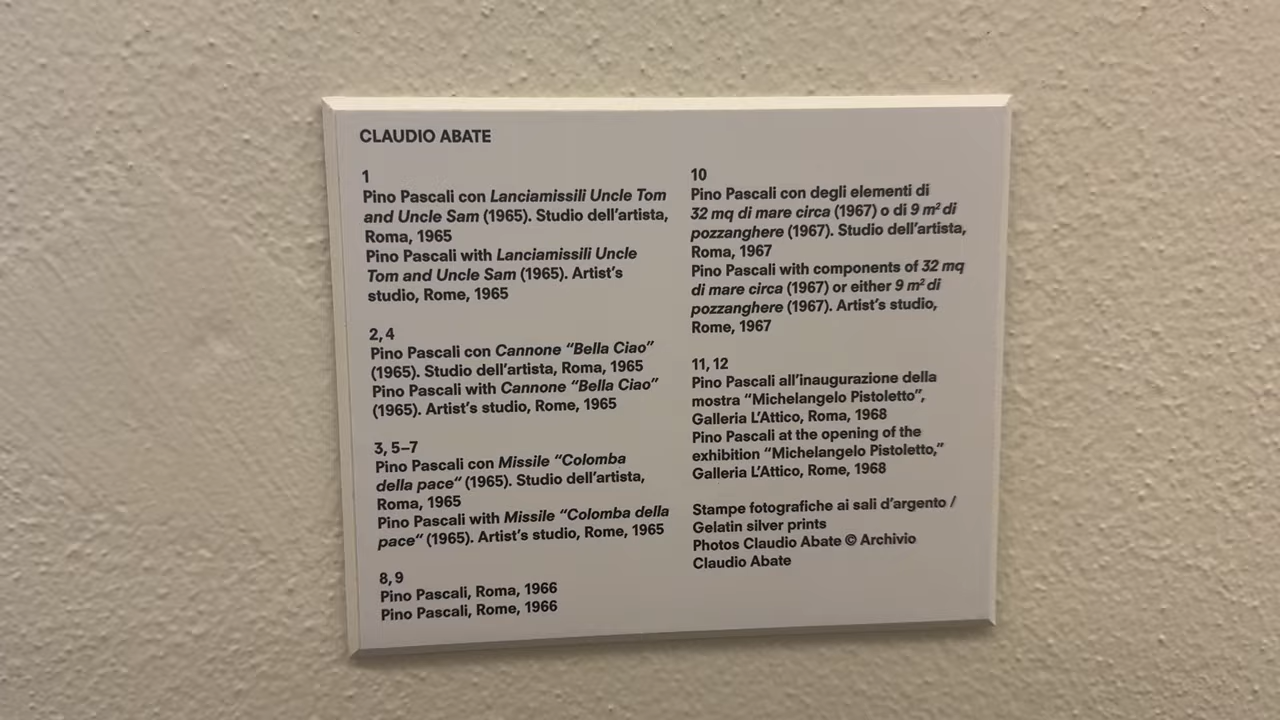 CLAUDIO ABATE
1
Pino Pascali con Lanciamissili Uncle Tom
and Uncle Sam (1965). Studio dell’artista,
Roma, 1965
Pino Pascali with Lanciamissili Uncle
Tom and Uncle Sam (1965). Artist’s
studio, Rome, 1965
2, 4
Pino Pascali con Cannone “Bella Ciao”
(1965). Studio dell’artista, Roma, 1965
Pino Pascali with Cannone “Bella Ciao”
(1965). Artist’s studio, Rome, 1965
3, 5–7
Pino Pascali con Missile “Colomba
della pace“ (1965). Studio dell’artista,
Roma, 1965
Pino Pascali with Missile “Colomba della
pace“ (1965). Artist’s studio, Rome, 1965
8, 9
Pino Pascali, Roma, 1966
Pino Pascali, Rome, 1966
10
Pino Pascali con degli elementi di
32 mq di mare circa (1967) o di 9 m² di
pozzanghere (1967). Studio dell’artista,
Roma, 1967
Pino Pascali with components of 32 mq
di mare circa (1967) or either 9 m² di
pozzanghere (1967). Artist’s studio,
Rome, 1967
11, 12
Pino Pascali all’inaugurazione della
mostra “Michelangelo Pistoletto”,
Galleria L’Attico, Roma, 1968
Pino Pascali at the opening of the
exhibition “Michelangelo Pistoletto,”
Galleria L’Attico, Rome, 1968
Stampe fotografiche ai sali d’argento /
Gelatin silver prints
Photos Claudio Abate © Archivio
Claudio Abate